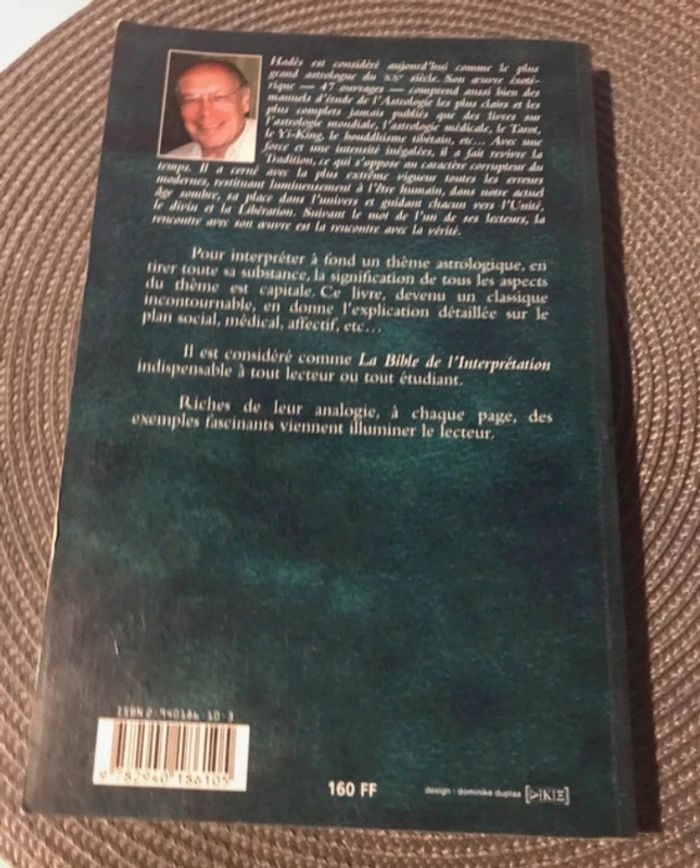 Hadès est considéré aujourd'hui comme le plus
grand astrologue du XXe siècle. Son œuvre ésoté-
rique — 47 ouvrages — comprend aussi bien des
manuels d'étude de l'Astrologie les plus clairs et les
plus complets jamais publiés que des livres sur
l'astrologie mondiale, l'astrologie médicale, le Tarot,
le Yi-King, le bouddhisme tibétain, etc... Avec une
force et une intensité inégalées, il a fait revivre la
Tradition, ce qui s'oppose au caractère corrupteur du
temps. Il a cerné avec la plus extrême vigueur toutes les erreurs
modernes, restituant lumineusement à l'être humain, dans notre actuel
âge sombre, sa place dans l'univers et guidant chacun vers l'Unité,
le divin et la Libération. Suivant le mot de l'un de ses lecteurs, la
rencontre avec son œuvre est la rencontre avec la vérité.
Pour interpréter à fond un thème astrologique, en
tirer toute sa substance, la signification de tous les aspects
du thème est capitale. Ce livre, devenu un classique
incontournable, en donne l'explication détaillée sur le
plan social, médical, affectif, etc...
Il est considéré comme La Bible de l'Interprétation
indispensable à tout lecteur ou tout étudiant.
Riches de leur analogie, à chaque page, des
exemples fascinants viennent illuminer le lecteur.
ISBN 2-940186-10-3
9 782940 186105
160 FF
design : dominike duplaa